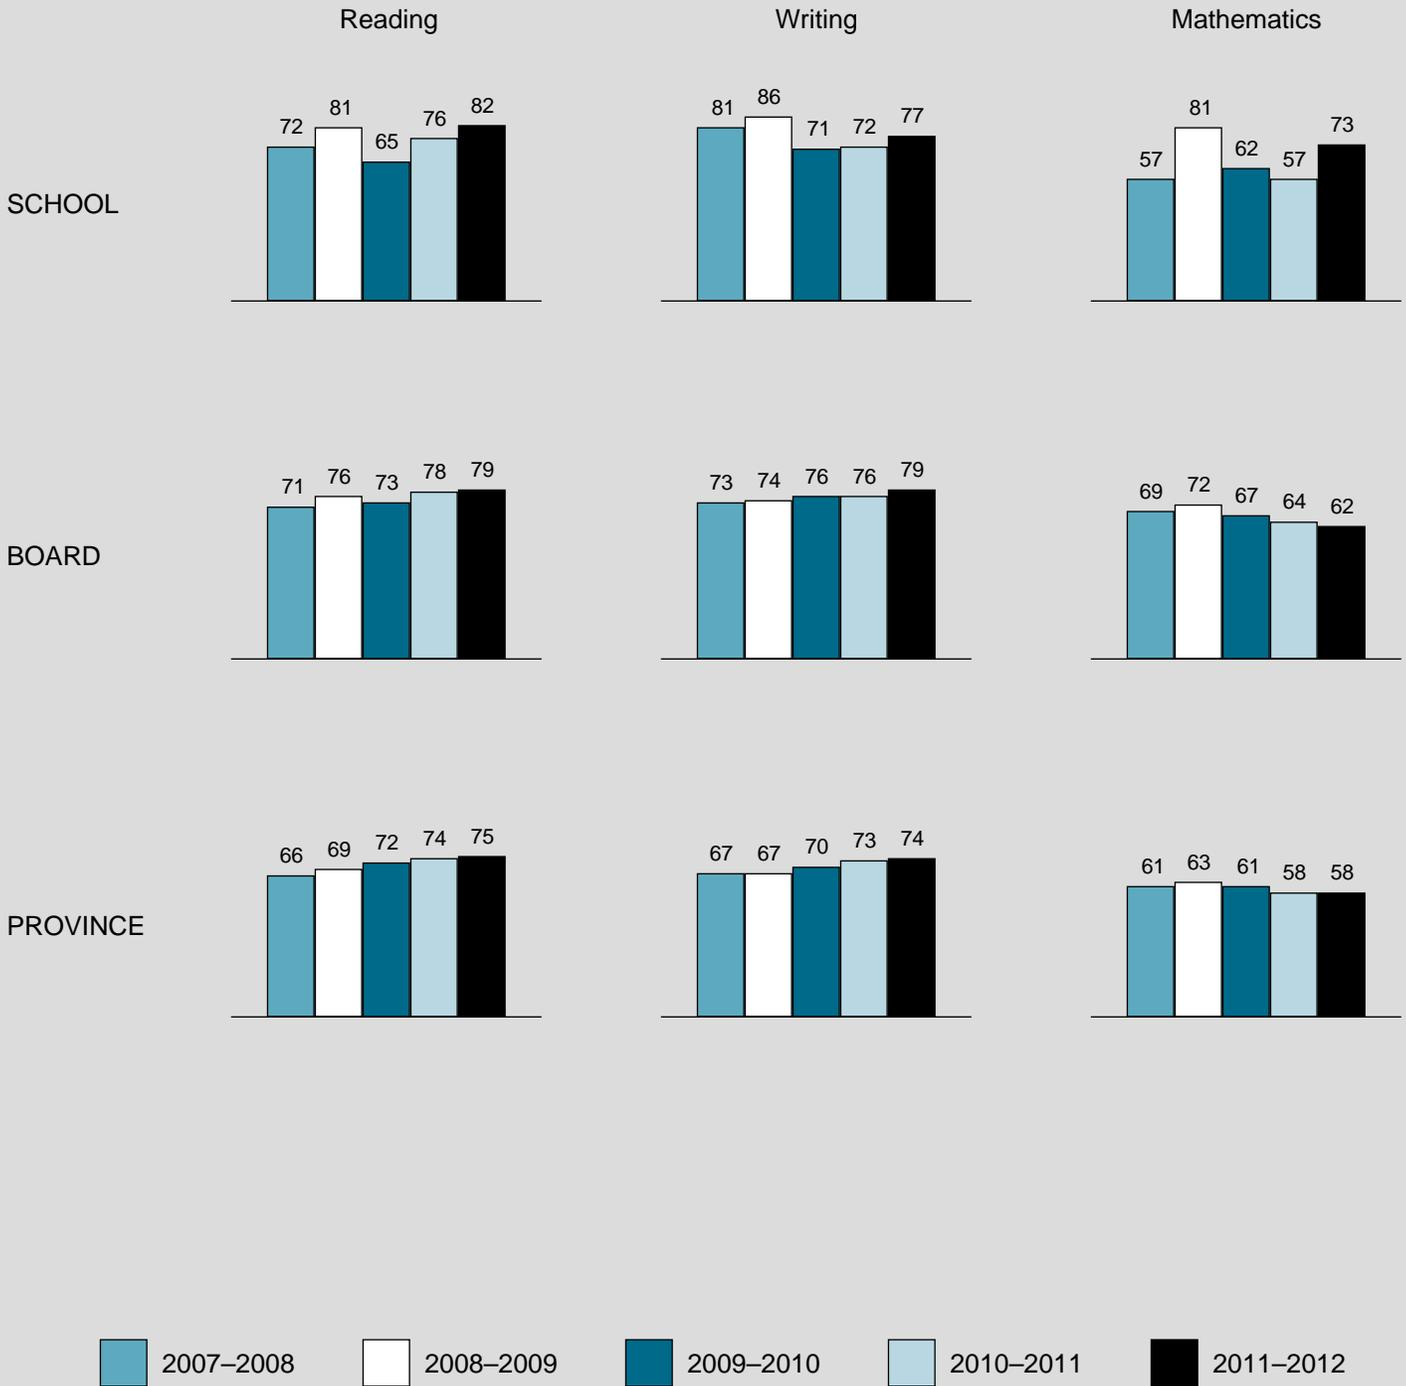 Reading Writing Mathematics
72 81 65 76 82 81 86 71 72 77 57 81 62 57 73
SCHOOL
71 76 73 78 79 73 74 76 76 79 69 72 67 64 62
BOARD
66 69 72 74 75 67 67 70 73 74 61 63 61 58 58
PROVINCE
2007–2008 2008–2009 2009–2010 2010–2011 2011–2012